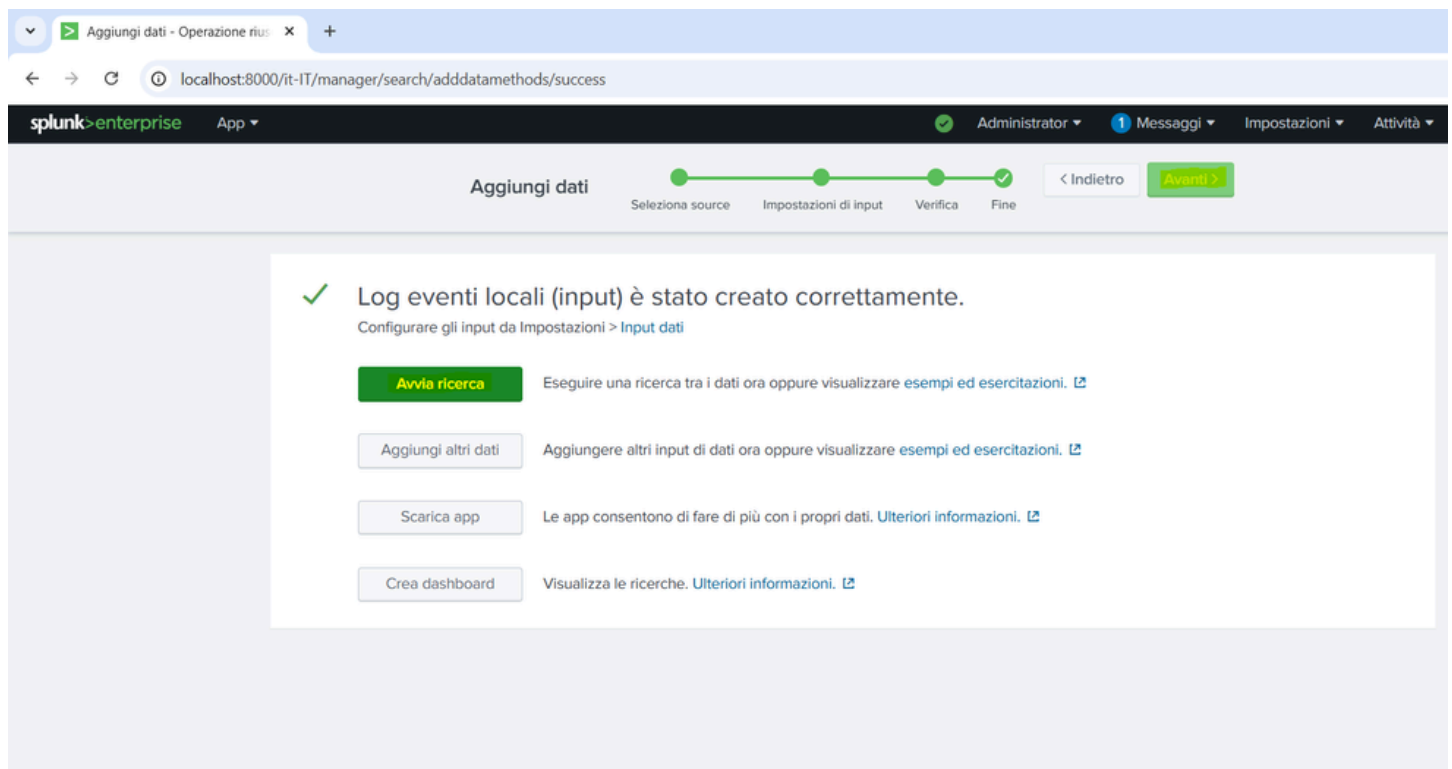 Aggiungi dati - Operazione rius
localhost:8000/it-IT/manager/search/adddatamethods/success
splunk>enterprise App Administrator 1 Messaggi Impostazioni Attività
Aggiungi dati
Seleziona source Impostazioni di input Verifica Fine
< Indietro Avanti >
Log eventi locali (input) è stato creato correttamente.
Configurare gli input da Impostazioni > Input dati
Avvia ricerca Eseguire una ricerca tra i dati ora oppure visualizzare esempi ed esercitazioni.
Aggiungi altri dati Aggiungere altri input di dati ora oppure visualizzare esempi ed esercitazioni.
Scarica app Le app consentono di fare di più con i propri dati. Ulteriori informazioni.
Crea dashboard Visualizza le ricerche. Ulteriori informazioni.